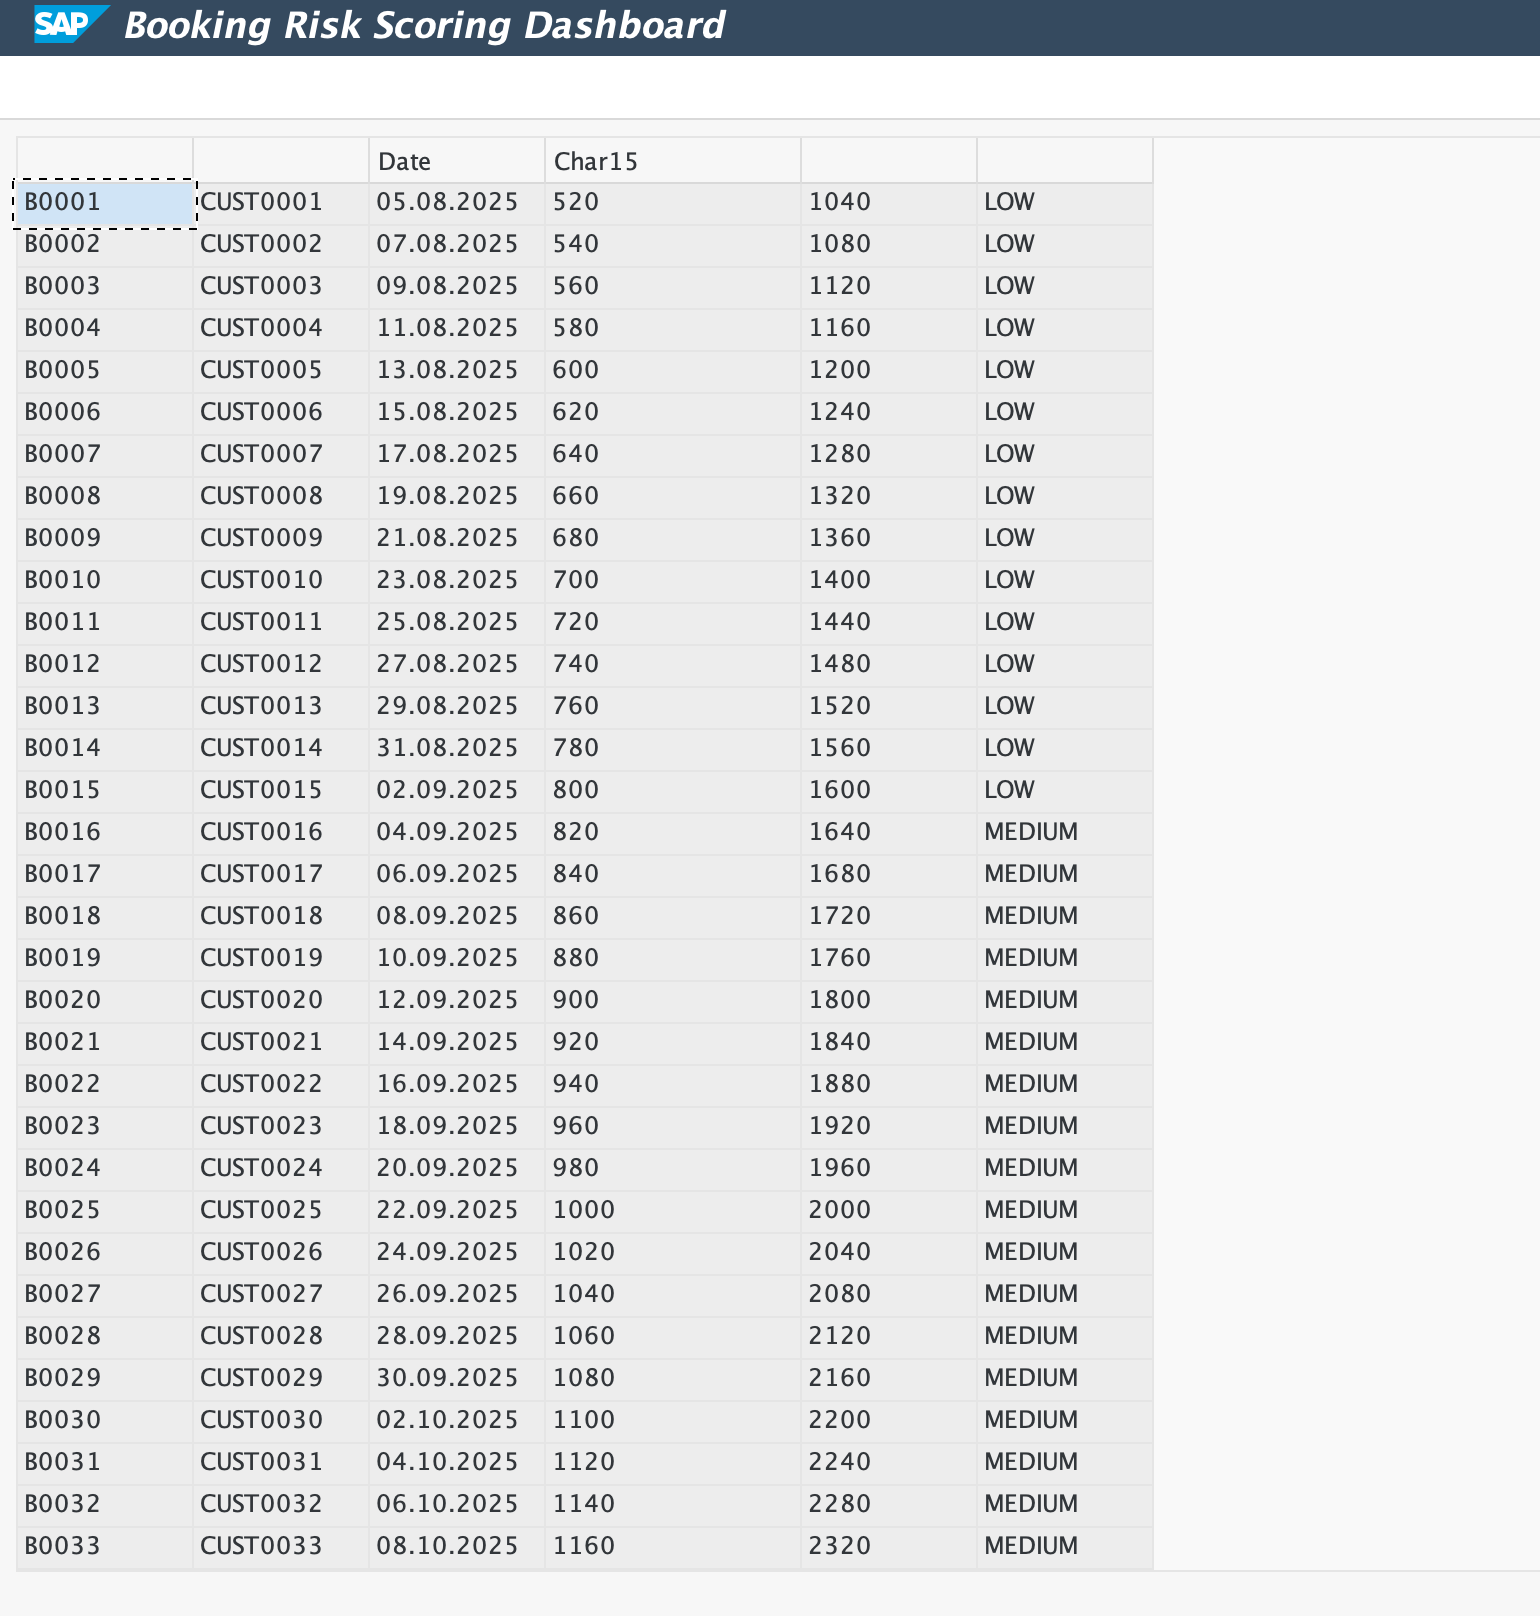 SAP Booking Risk Scoring Dashboard
Date Char15
B0001 CUST0001 05.08.2025 520 1040 LOW
B0002 CUST0002 07.08.2025 540 1080 LOW
B0003 CUST0003 09.08.2025 560 1120 LOW
B0004 CUST0004 11.08.2025 580 1160 LOW
B0005 CUST0005 13.08.2025 600 1200 LOW
B0006 CUST0006 15.08.2025 620 1240 LOW
B0007 CUST0007 17.08.2025 640 1280 LOW
B0008 CUST0008 19.08.2025 660 1320 LOW
B0009 CUST0009 21.08.2025 680 1360 LOW
B0010 CUST0010 23.08.2025 700 1400 LOW
B0011 CUST0011 25.08.2025 720 1440 LOW
B0012 CUST0012 27.08.2025 740 1480 LOW
B0013 CUST0013 29.08.2025 760 1520 LOW
B0014 CUST0014 31.08.2025 780 1560 LOW
B0015 CUST0015 02.09.2025 800 1600 LOW
B0016 CUST0016 04.09.2025 820 1640 MEDIUM
B0017 CUST0017 06.09.2025 840 1680 MEDIUM
B0018 CUST0018 08.09.2025 860 1720 MEDIUM
B0019 CUST0019 10.09.2025 880 1760 MEDIUM
B0020 CUST0020 12.09.2025 900 1800 MEDIUM
B0021 CUST0021 14.09.2025 920 1840 MEDIUM
B0022 CUST0022 16.09.2025 940 1880 MEDIUM
B0023 CUST0023 18.09.2025 960 1920 MEDIUM
B0024 CUST0024 20.09.2025 980 1960 MEDIUM
B0025 CUST0025 22.09.2025 1000 2000 MEDIUM
B0026 CUST0026 24.09.2025 1020 2040 MEDIUM
B0027 CUST0027 26.09.2025 1040 2080 MEDIUM
B0028 CUST0028 28.09.2025 1060 2120 MEDIUM
B0029 CUST0029 30.09.2025 1080 2160 MEDIUM
B0030 CUST0030 02.10.2025 1100 2200 MEDIUM
B0031 CUST0031 04.10.2025 1120 2240 MEDIUM
B0032 CUST0032 06.10.2025 1140 2280 MEDIUM
B0033 CUST0033 08.10.2025 1160 2320 MEDIUM